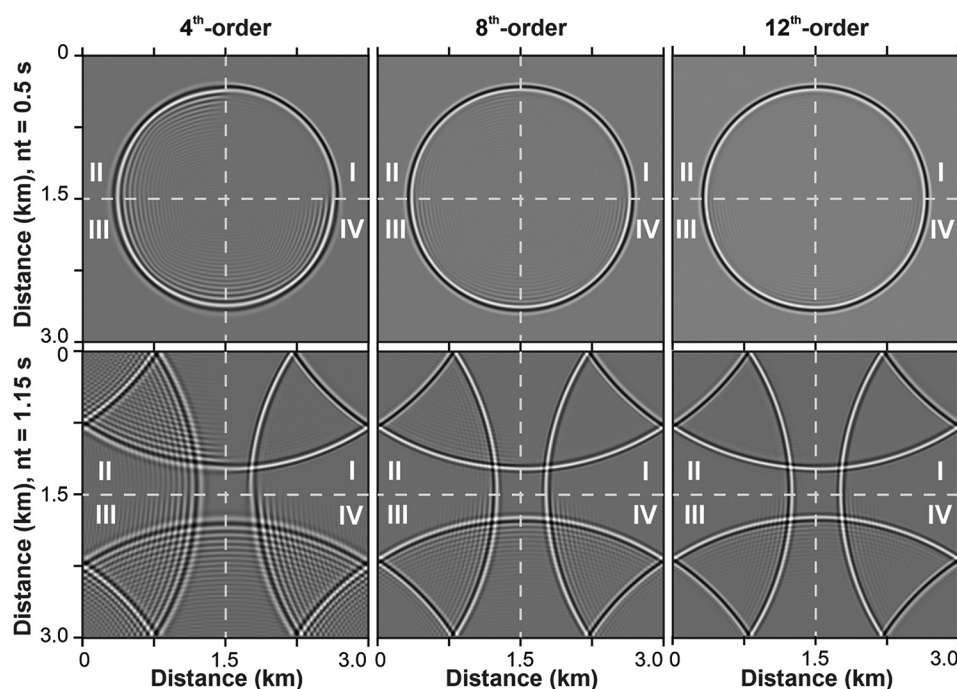 4th-order 8th-order 12th-order
Distance (km), nt = 0.5 s
0
1.5
3.0
II I II I II I
III IV III IV III IV
Distance (km), nt = 1.15 s
0
1.5
3.0
II I II I II I
III IV III IV III IV
0 1.5 3.0 0 1.5 3.0 0 1.5 3.0
Distance (km) Distance (km) Distance (km)